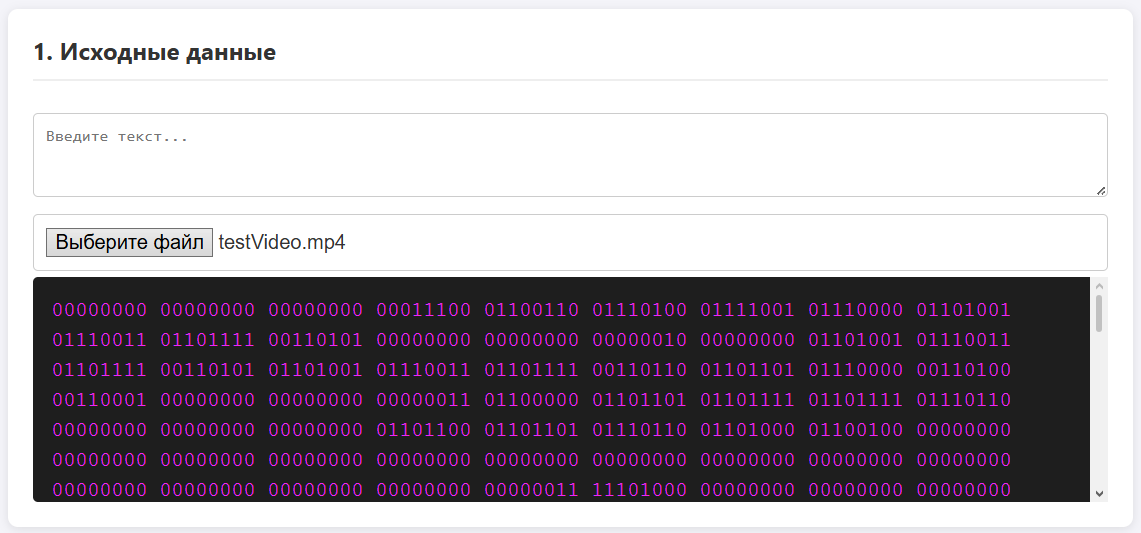 1. Исходные данные
Введите текст...
Выберите файл testVideo.mp4
00000000 00000000 00000000 00011100 01100110 01110100 01111001 01110000 01101001
01110011 01101111 00110101 00000000 00000000 00000010 00000000 01101001 01110011
01101111 00110101 01101001 01110011 01101111 00110110 01101101 01110000 00110100
00110001 00000000 00000000 00000011 01100000 01101101 01101111 01101111 01110110
00000000 00000000 00000000 01101100 01101101 01110110 01101000 01100100 00000000
00000000 00000000 00000000 00000000 00000000 00000000 00000000 00000000 00000000
00000000 00000000 00000000 00000000 00000011 11101000 00000000 00000000 00000000